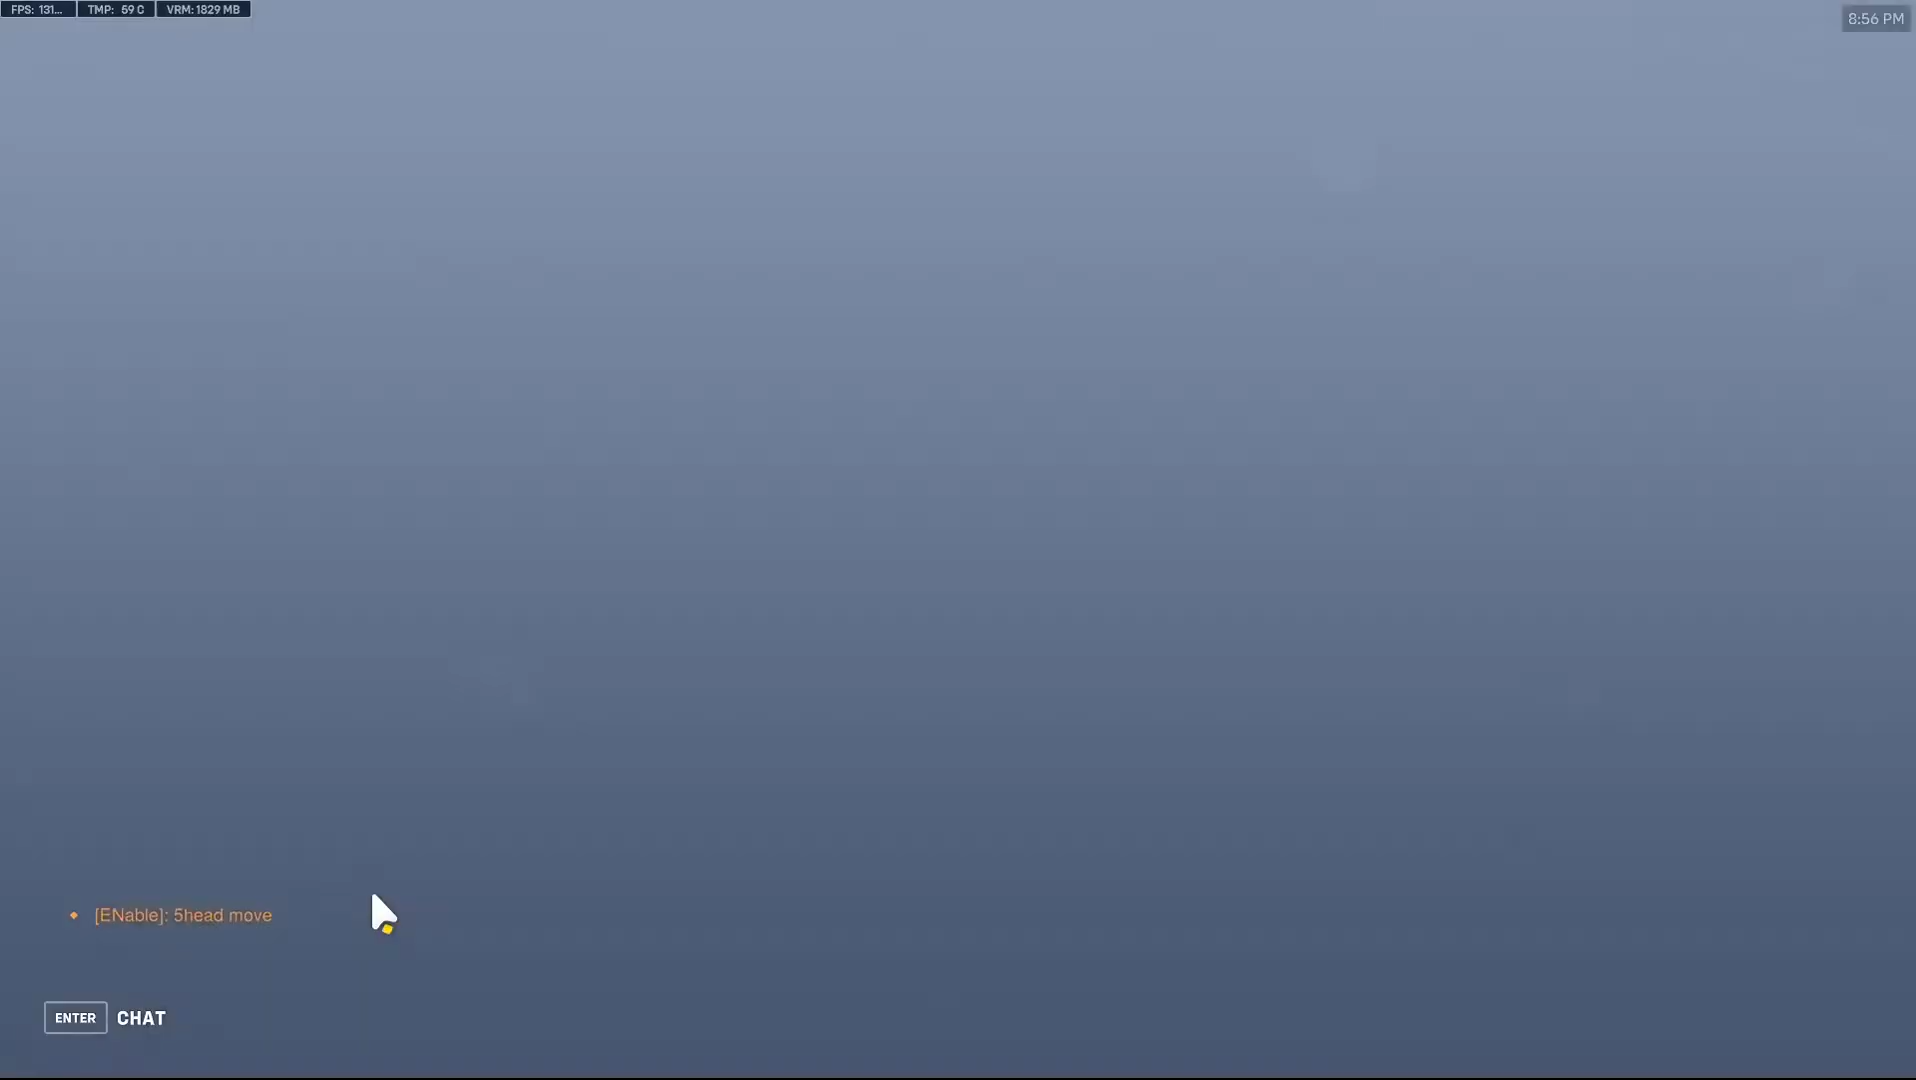 FPS: 131... TMP: 59 C VRM: 1829 MB
8:56 PM
[ENable]: 5head move
ENTER CHAT